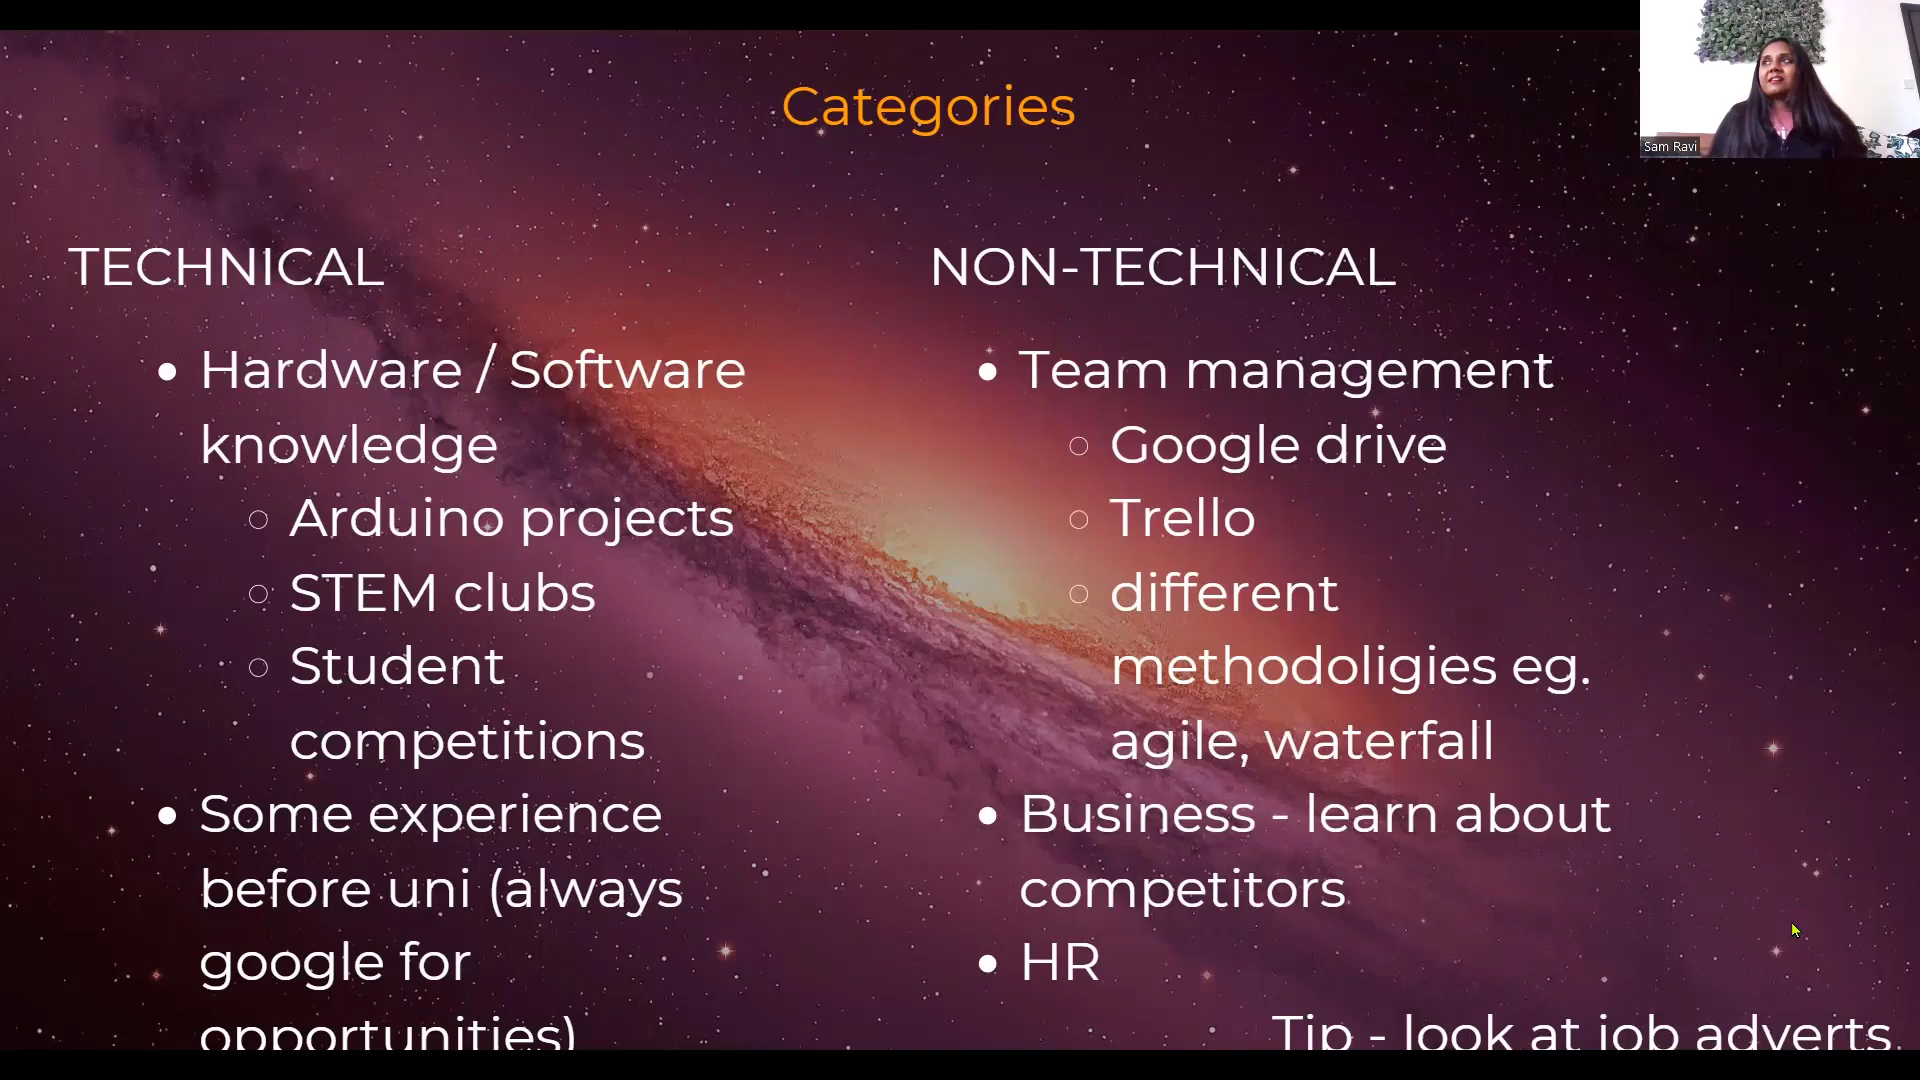 Categories
Sam Ravi
TECHNICAL
• Hardware / Software
knowledge
○ Arduino projects
○ STEM clubs
○ Student
competitions
• Some experience
before uni (always
google for
opportunities)
NON-TECHNICAL
• Team management
○ Google drive
○ Trello
○ different
methodoligies eg.
agile, waterfall
• Business - learn about
competitors
• HR
Tip - look at job adverts